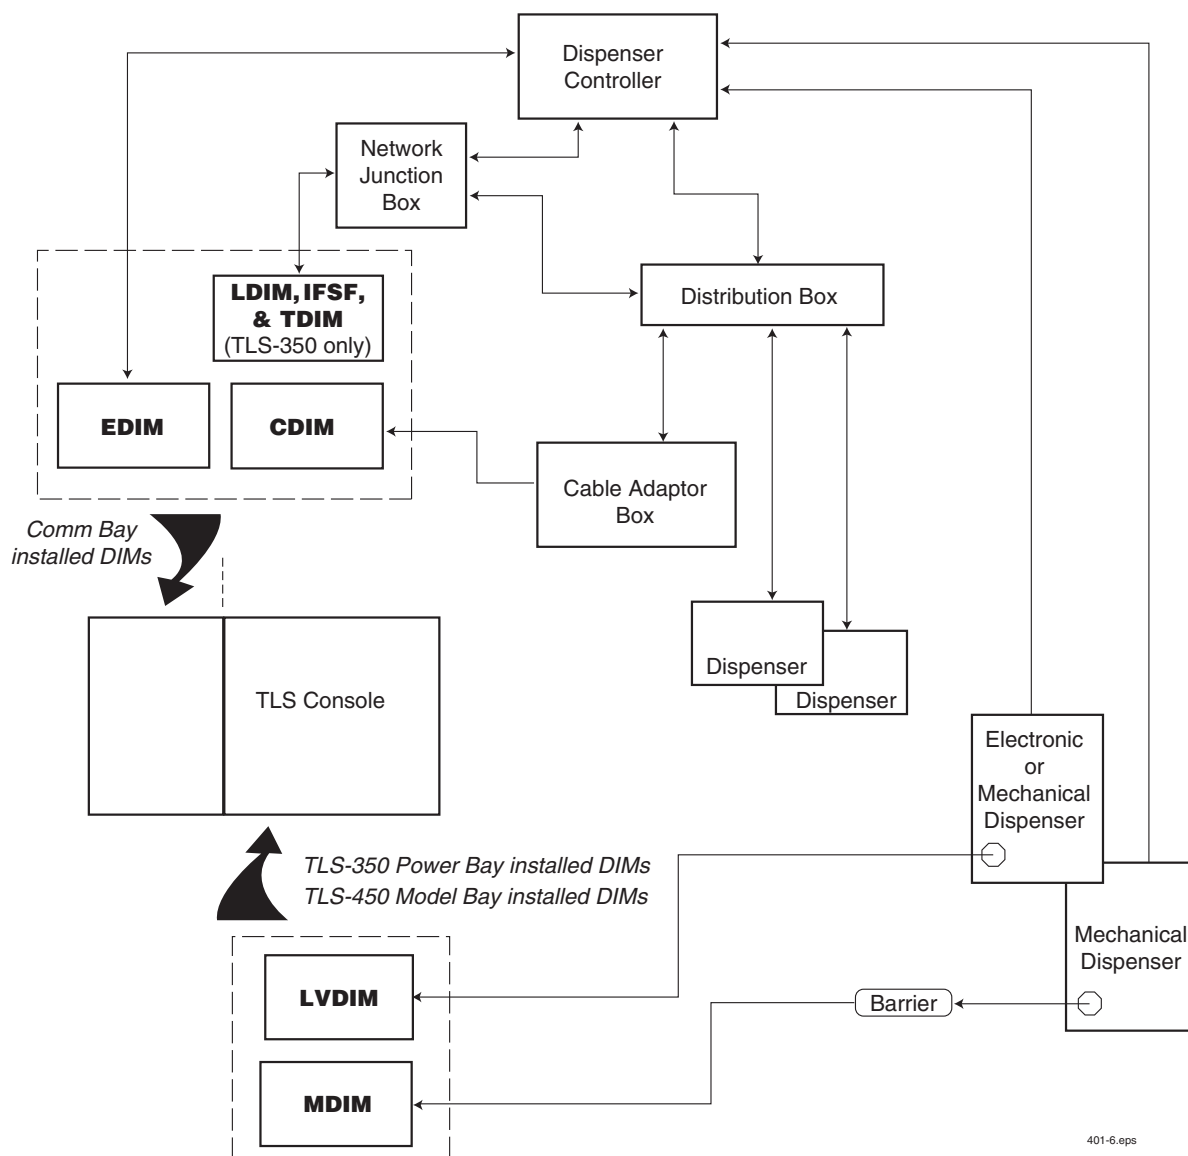 Dispenser
Controller
Network
Junction
Box
LDIM, IFSF,
& TDIM
(TLS-350 only)
Distribution Box
EDIM
CDIM
Cable Adaptor
Box
Comm Bay
installed DIMs
Dispenser
Dispenser
TLS Console
Electronic
or
Mechanical
Dispenser
TLS-350 Power Bay installed DIMs
TLS-450 Model Bay installed DIMs
Mechanical
Dispenser
LVDIM
Barrier
MDIM
401-6.eps